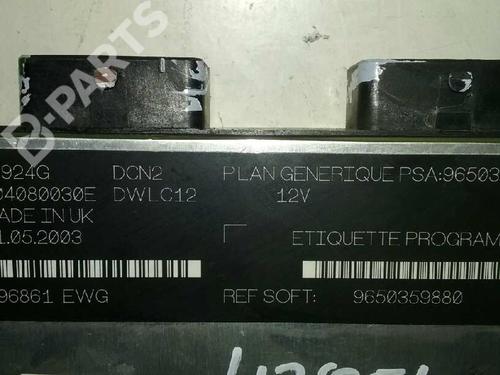 B-PARTS
924G DCN2 PLAN GENERIQUE PSA:96503
04080030E DWLC12 12V
ADE IN UK
1.05.2003 ETIQUETTE PROGRAM
96861 EWG REF SOFT: 9650359880